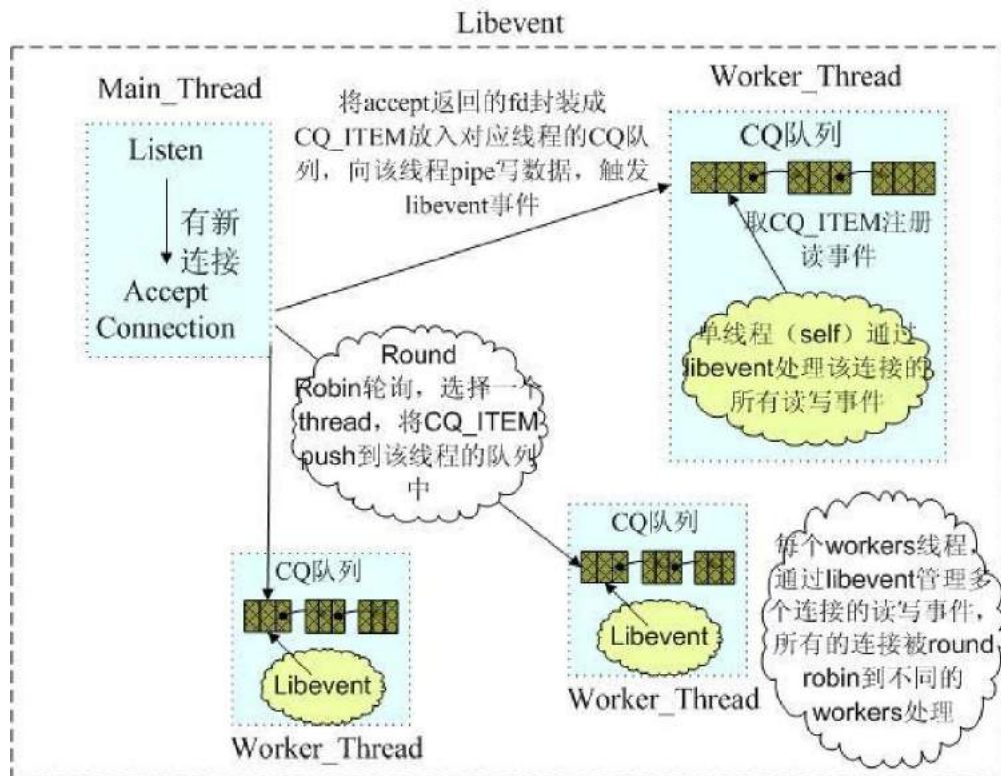 Libevent
Main_Thread
Listen
有新
连接
Accept
Connection
将accept返回的fd封装成
CQ_ITEM放入对应线程的CQ队
列，向该线程pipe写数据，触发
libevent事件
Worker_Thread
CQ队列
取CQ_ITEM注册
读事件
单线程（self）通过
libevent处理该连接的
所有读写事件
Round
Robin轮询，选择一个
thread，将CQ_ITEM
push到该线程的队列
中
CQ队列
Libevent
Worker_Thread
CQ队列
Libevent
Worker_Thread
每个workers线程，
通过libevent管理多
个连接的读写事件，
所有的连接被round
robin到不同的
workers处理